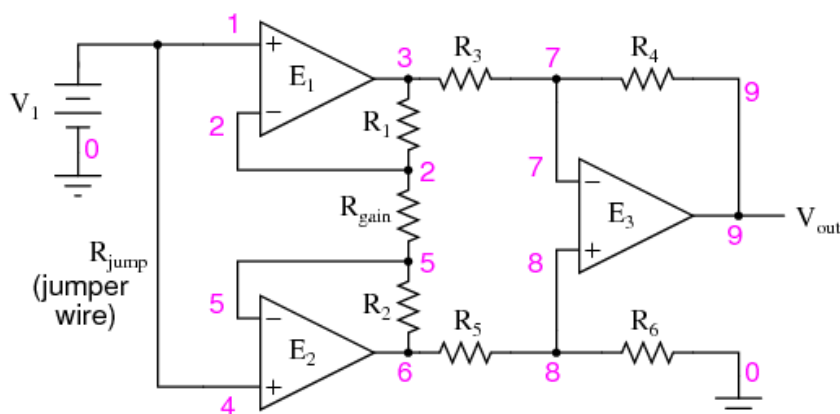 1
3
R3
7
R4
+
E1
9
V1
−
R1
2
0
2
7
−
Rgain
E3
Vout
9
Rjump
(jumper
wire)
5
8
+
5
−
R2
R5
R6
E2
+
4
6
8
0